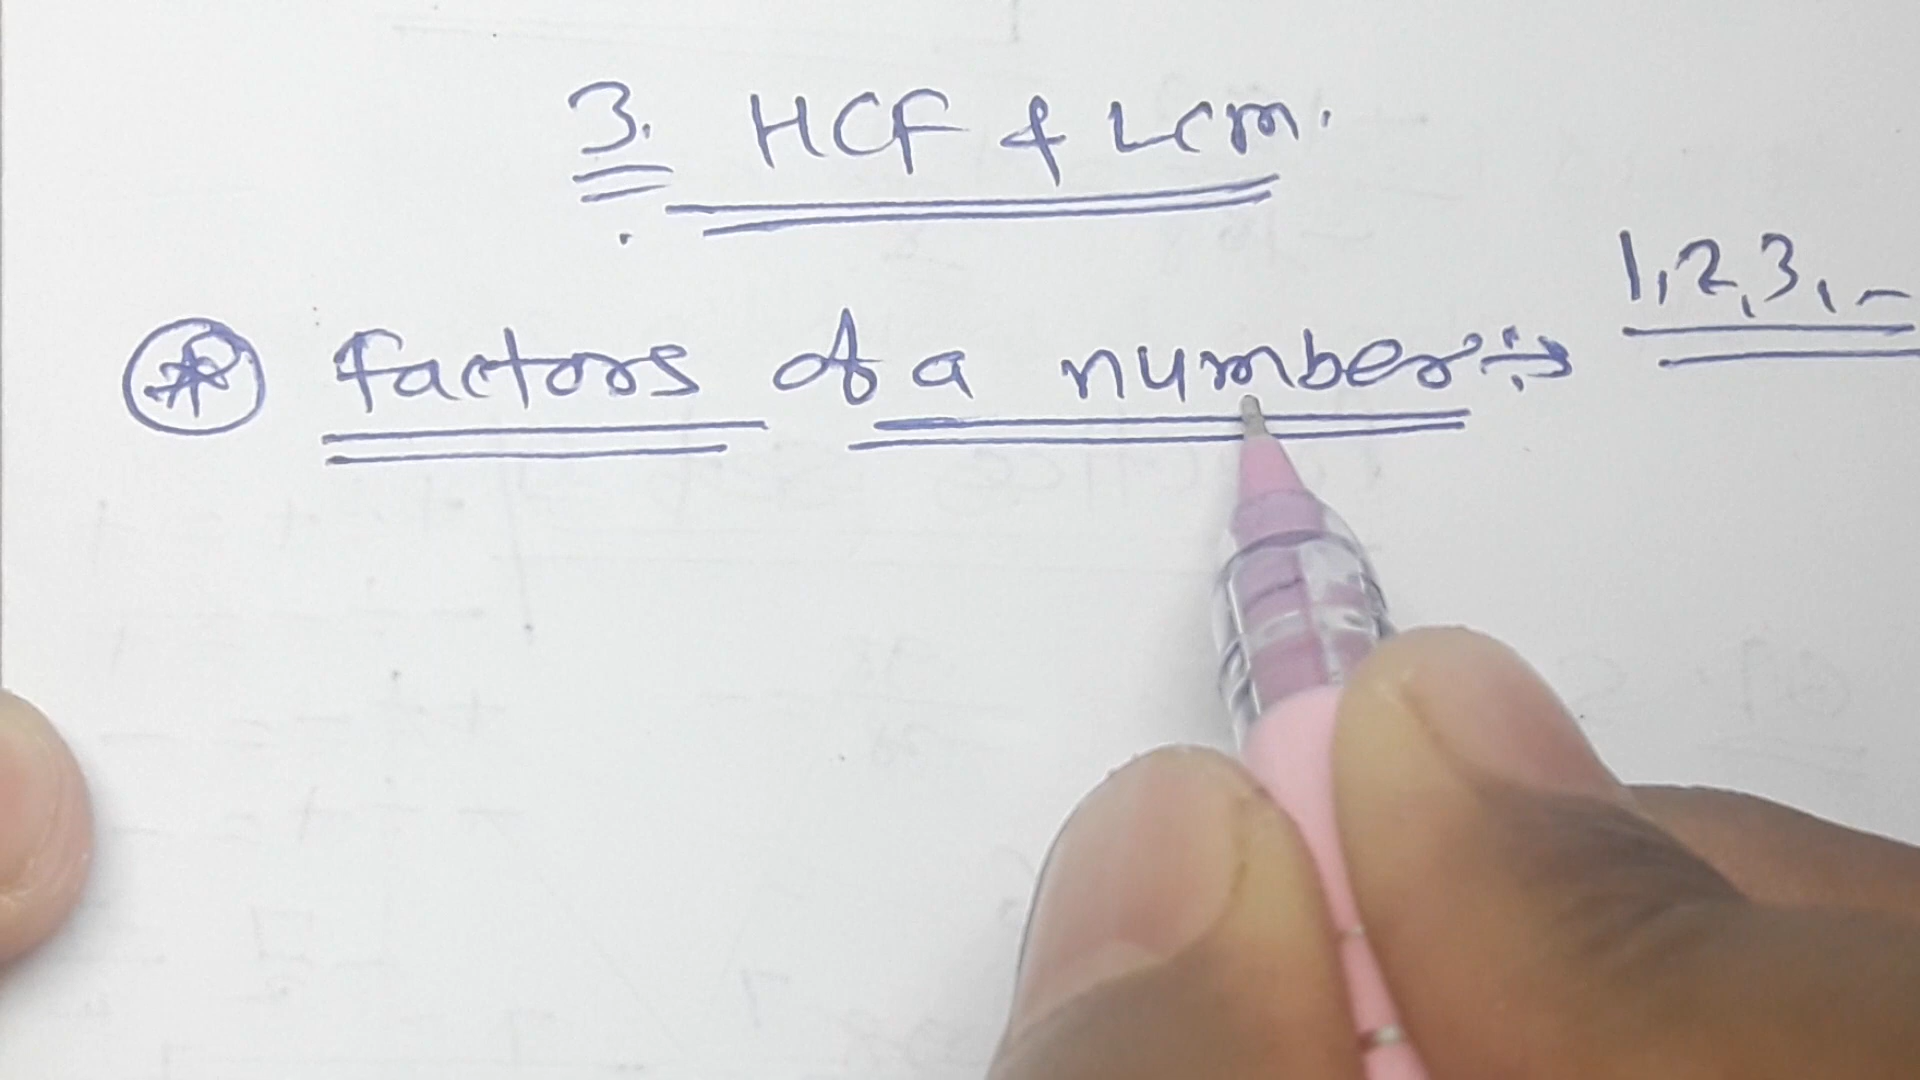 3. HCF & LCM.
1, 2, 3, -
* factors of a number :→